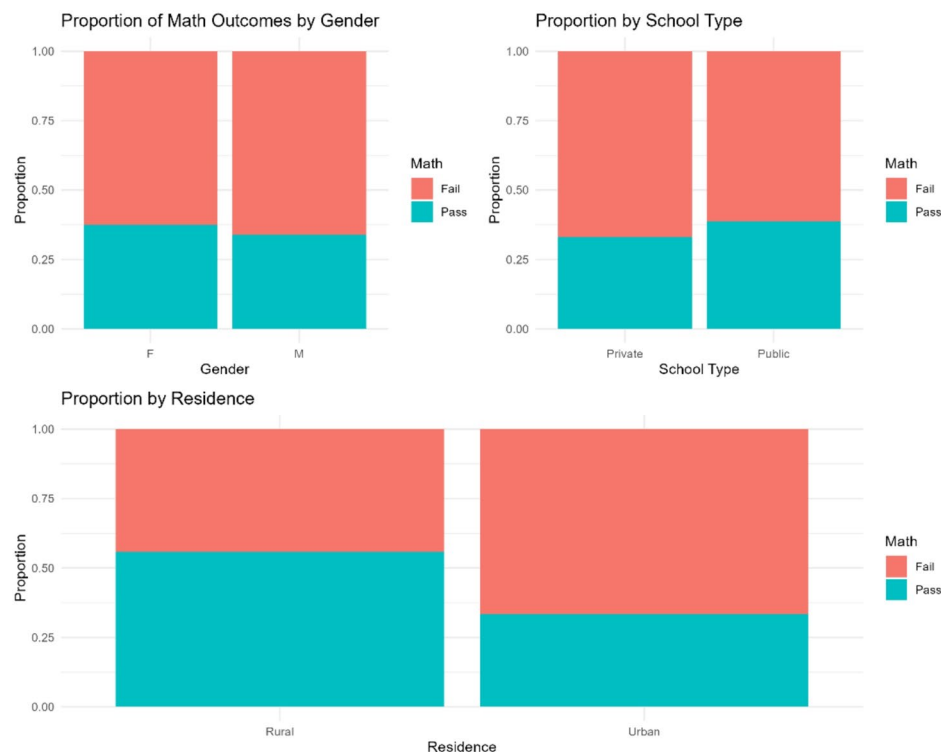 Proportion of Math Outcomes by Gender
1.00
0.75
0.50
0.25
0.00
Proportion
F
M
Gender
Math
Fail
Pass
Proportion by School Type
1.00
0.75
0.50
0.25
0.00
Proportion
Private
Public
School Type
Math
Fail
Pass
Proportion by Residence
1.00
0.75
0.50
0.25
0.00
Proportion
Rural
Urban
Residence
Math
Fail
Pass